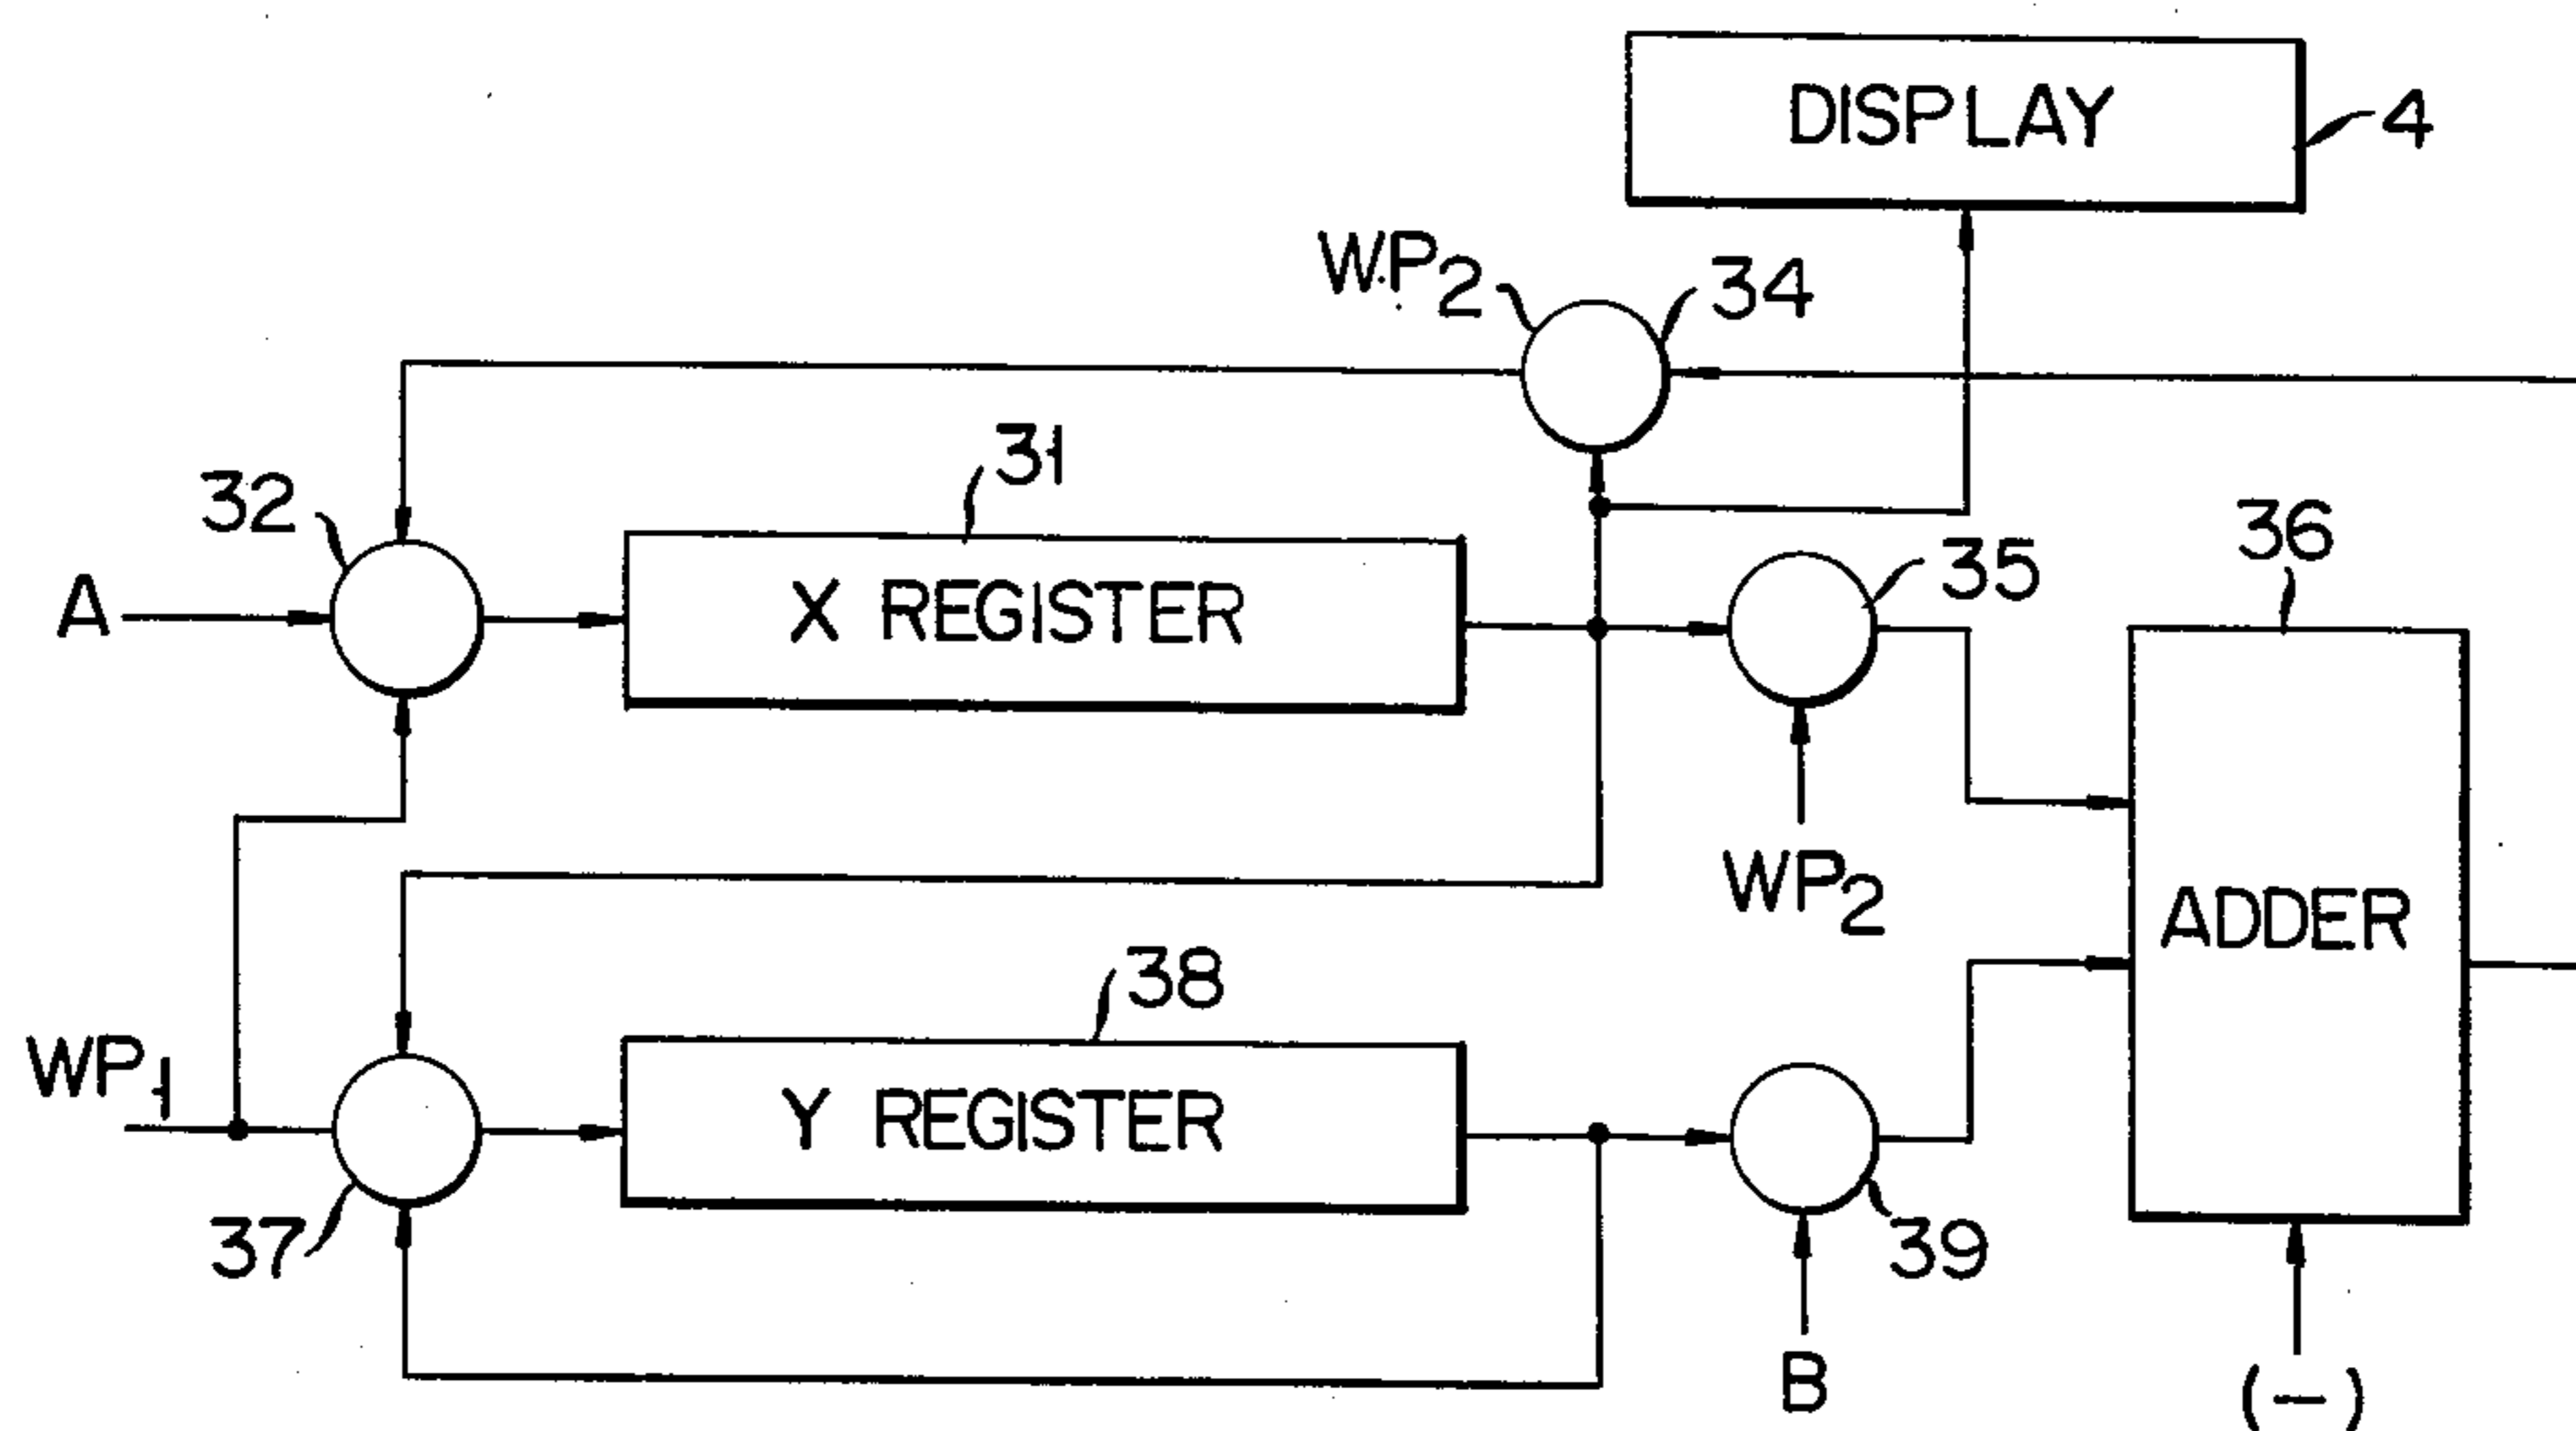 DISPLAY
4
WP2
34
31
32
35
36
A
X REGISTER
WP2
ADDER
38
WP1
Y REGISTER
37
39
B
(-)